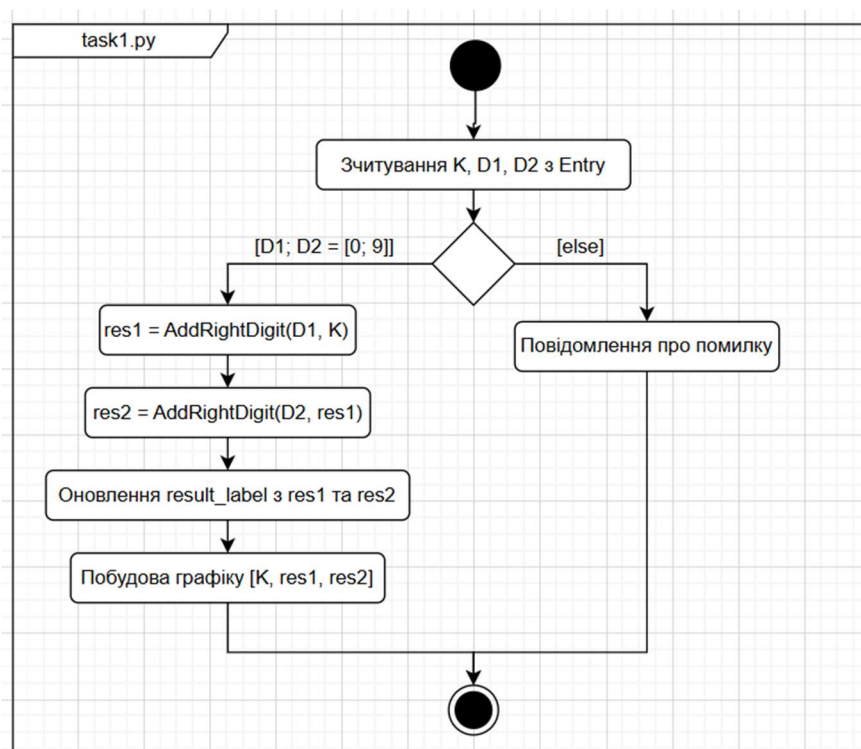 task1.py
Зчитування K, D1, D2 з Entry
[D1; D2 = [0; 9]]
[else]
res1 = AddRightDigit(D1, K)
Повідомлення про помилку
res2 = AddRightDigit(D2, res1)
Оновлення result_label з res1 та res2
Побудова графіку [K, res1, res2]